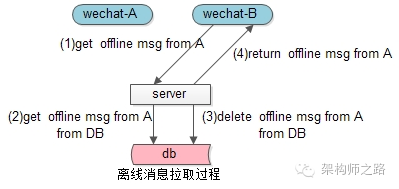 wechat-A
wechat-B
(1)get offline msg from A
(4)return offline msg from A
server
(2)get offline msg from A
from DB
(3)delete offline msg from A
from DB
db
离线消息拉取过程
架构师之路